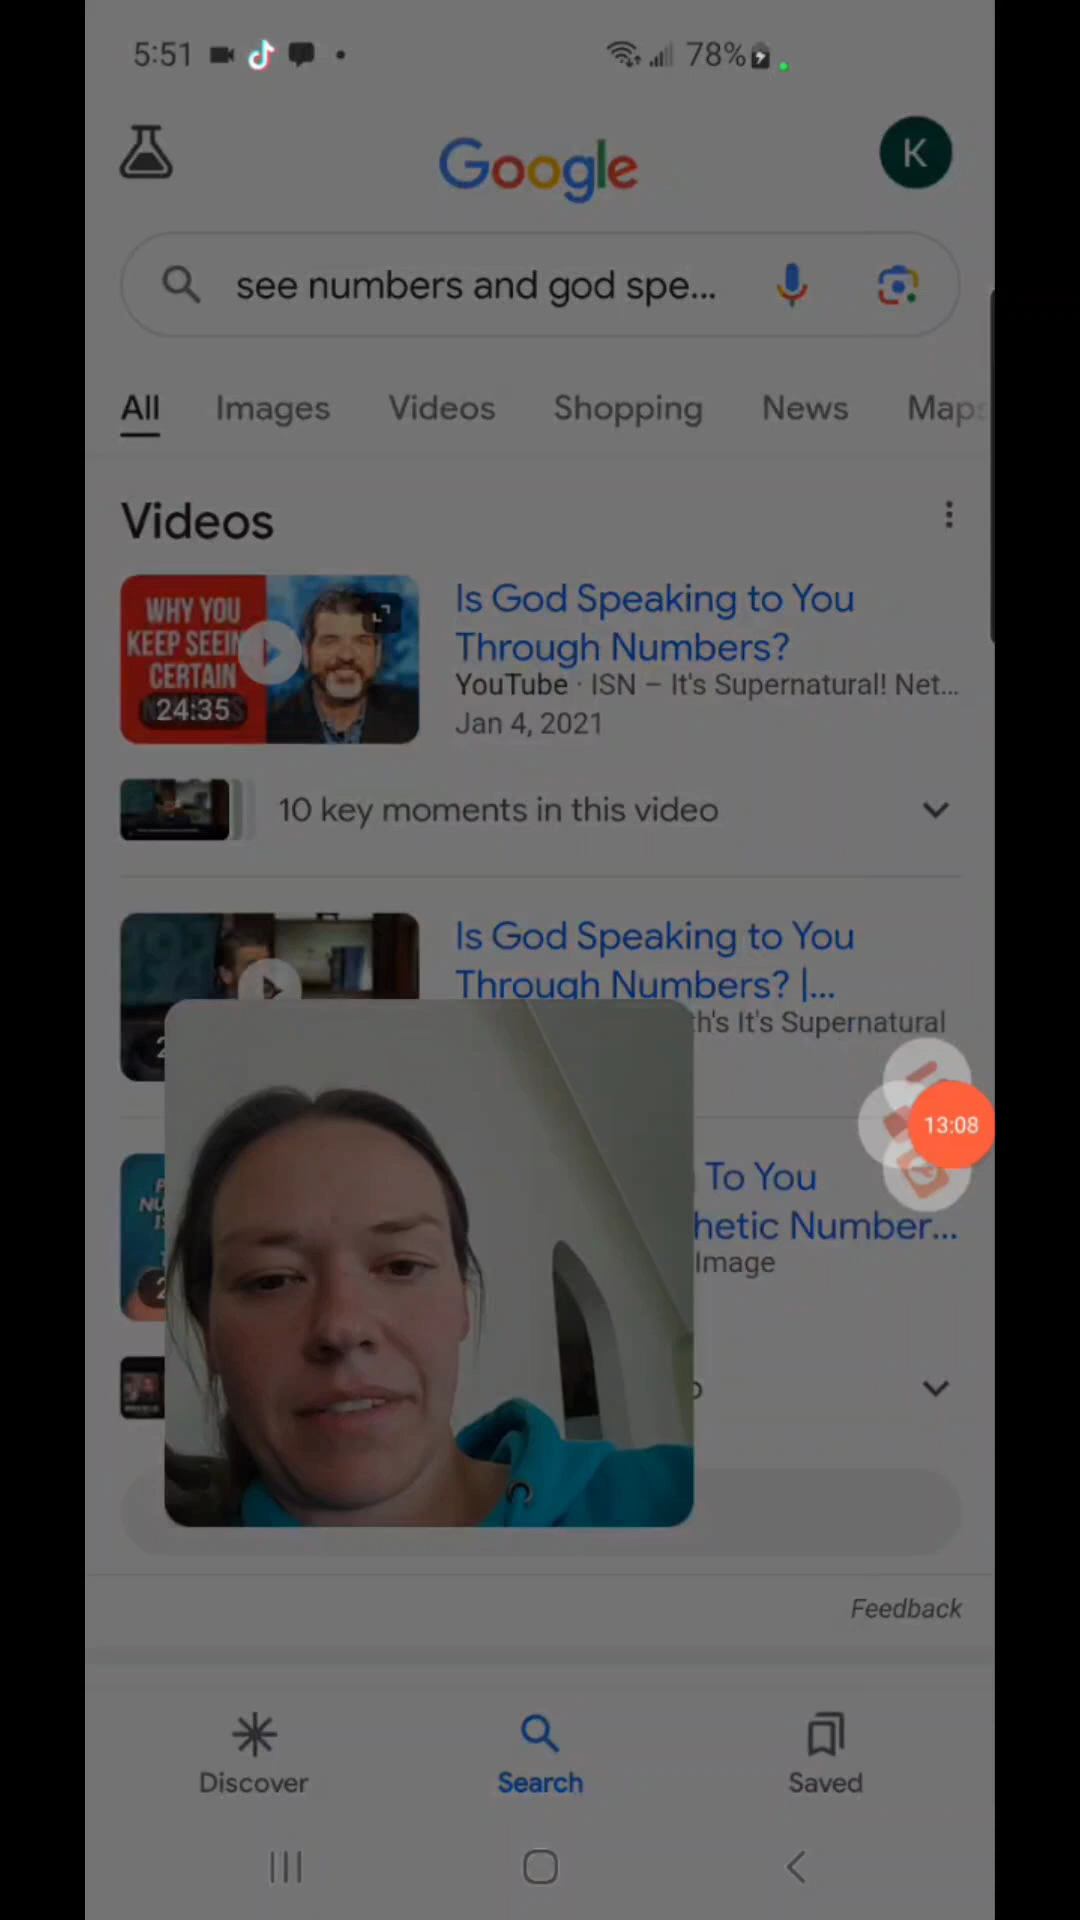 5:51 78%
Google
K
see numbers and god spe...
All Images Videos Shopping News Maps
Videos
WHY YOU
KEEP SEEIN
CERTAIN
24:35
Is God Speaking to You
Through Numbers?
YouTube · ISN – It's Supernatural! Net...
Jan 4, 2021
10 key moments in this video
Is God Speaking to You
Through Numbers? |...
th's It's Supernatural
13:08
To You
hetic Number...
Image
Feedback
Discover Search Saved